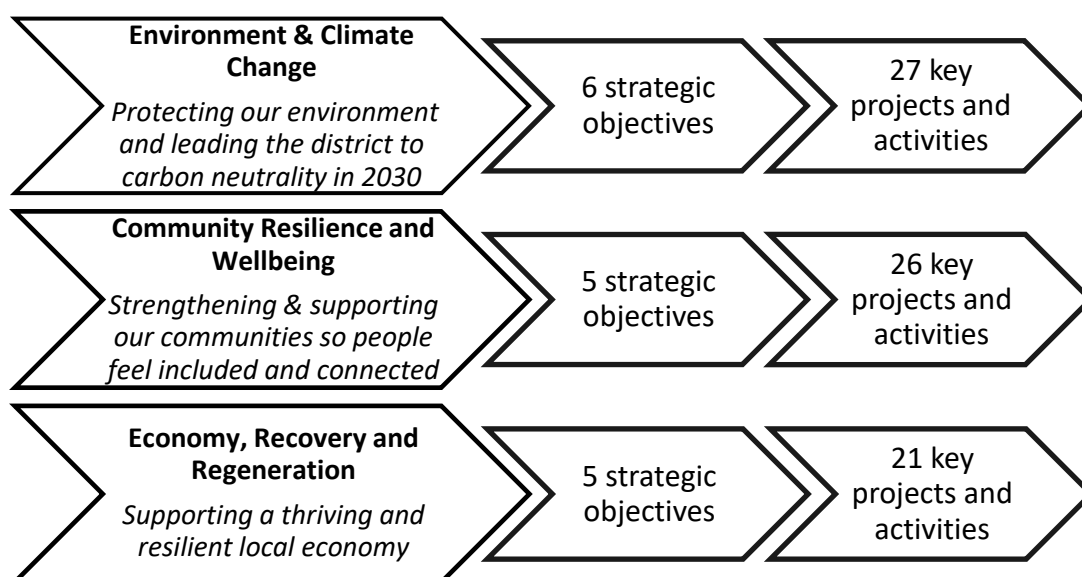 Environment & Climate
Change
Protecting our environment
and leading the district to
carbon neutrality in 2030
6 strategic
objectives
27 key
projects and
activities
Community Resilience and
Wellbeing
Strengthening & supporting
our communities so people
feel included and connected
5 strategic
objectives
26 key
projects and
activities
Economy, Recovery and
Regeneration
Supporting a thriving and
resilient local economy
5 strategic
objectives
21 key
projects and
activities